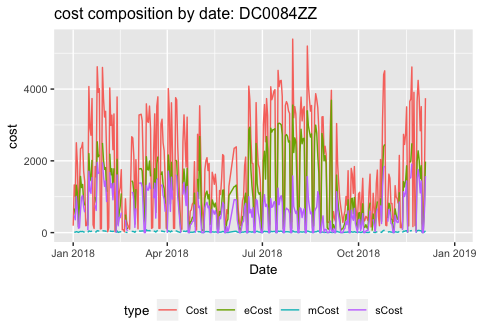 cost composition by date: DC0084ZZ
cost
4000
2000
0
Jan 2018
Apr 2018
Jul 2018
Oct 2018
Jan 2019
Date
type
Cost
eCost
mCost
sCost